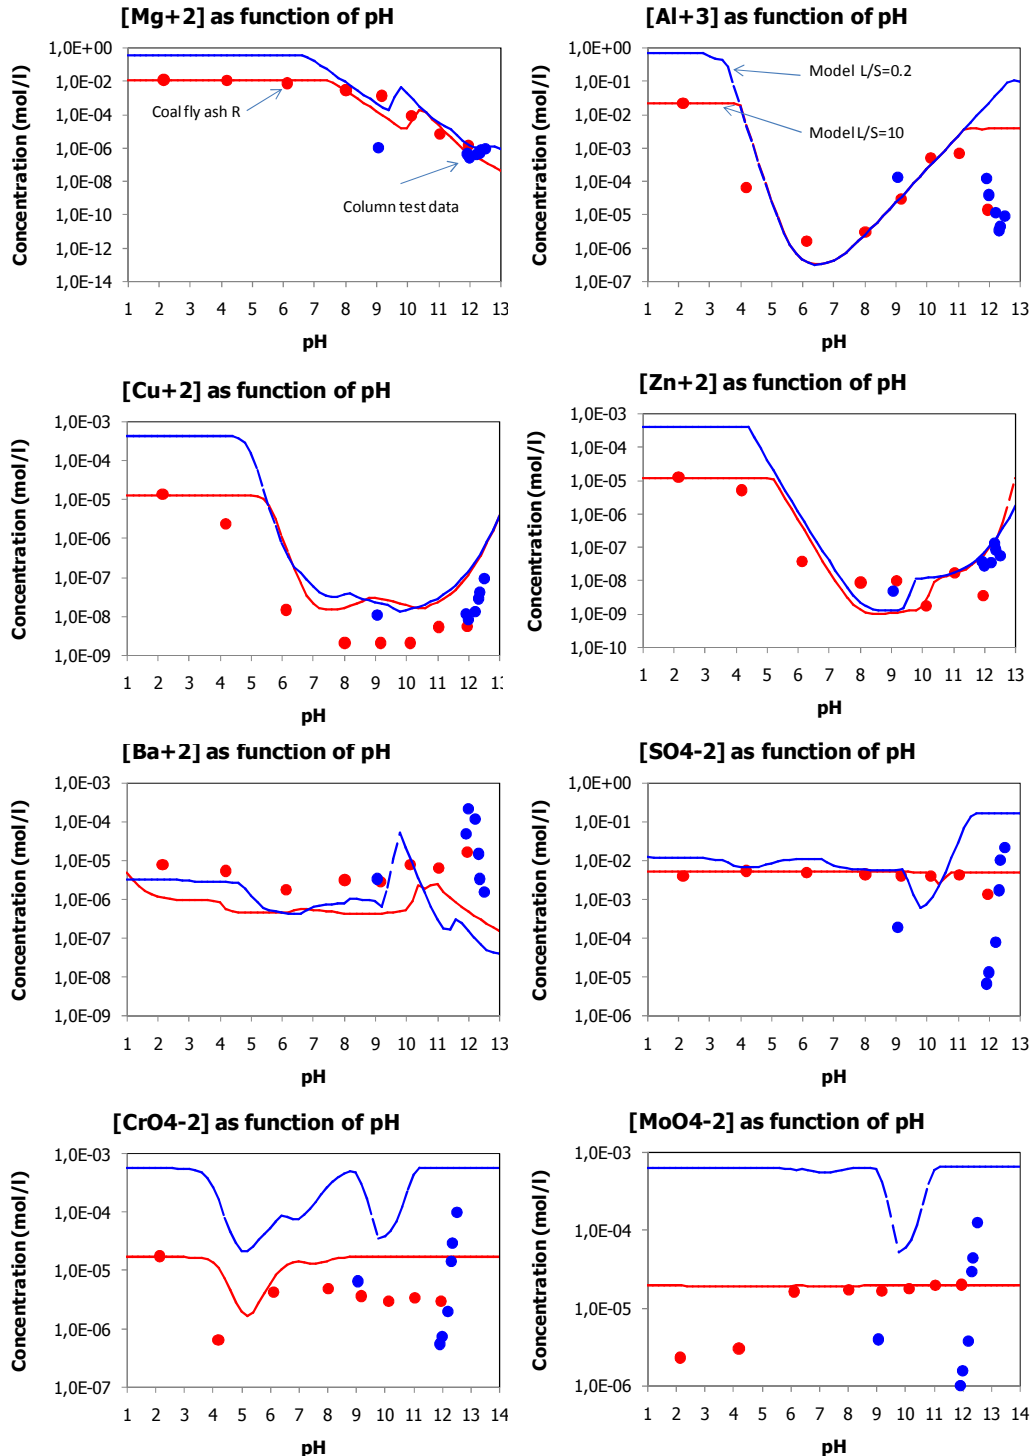 [Mg+2] as function of pH
Concentration (mol/l)
1,0E+00
1,0E-02
1,0E-04
1,0E-06
1,0E-08
1,0E-10
1,0E-12
1,0E-14
Coal fly ash R
Column test data
1 2 3 4 5 6 7 8 9 10 11 12 13
pH
[Al+3] as function of pH
Concentration (mol/l)
1,0E+00
1,0E-01
1,0E-02
1,0E-03
1,0E-04
1,0E-05
1,0E-06
1,0E-07
Model L/S=0.2
Model L/S=10
1 2 3 4 5 6 7 8 9 10 11 12 13
pH
[Cu+2] as function of pH
Concentration (mol/l)
1,0E-03
1,0E-04
1,0E-05
1,0E-06
1,0E-07
1,0E-08
1,0E-09
1 2 3 4 5 6 7 8 9 10 11 12 13
pH
[Zn+2] as function of pH
Concentration (mol/l)
1,0E-03
1,0E-04
1,0E-05
1,0E-06
1,0E-07
1,0E-08
1,0E-09
1,0E-10
1 2 3 4 5 6 7 8 9 10 11 12 13
pH
[Ba+2] as function of pH
Concentration (mol/l)
1,0E-03
1,0E-04
1,0E-05
1,0E-06
1,0E-07
1,0E-08
1,0E-09
1 2 3 4 5 6 7 8 9 10 11 12 13
pH
[SO4-2] as function of pH
Concentration (mol/l)
1,0E+00
1,0E-01
1,0E-02
1,0E-03
1,0E-04
1,0E-05
1,0E-06
1 2 3 4 5 6 7 8 9 10 11 12 13
pH
[CrO4-2] as function of pH
Concentration (mol/l)
1,0E-03
1,0E-04
1,0E-05
1,0E-06
1,0E-07
1 2 3 4 5 6 7 8 9 10 11 12 13 14
pH
[MoO4-2] as function of pH
Concentration (mol/l)
1,0E-03
1,0E-04
1,0E-05
1,0E-06
1 2 3 4 5 6 7 8 9 10 11 12 13 14
pH